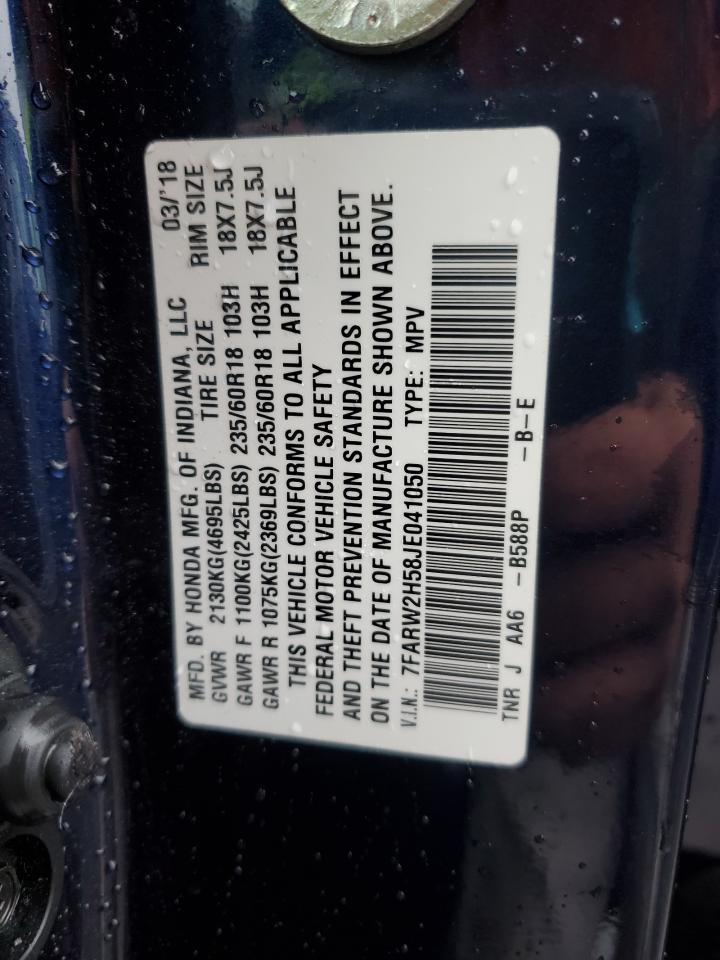 MFD. BY HONDA MFG. OF INDIANA, LLC 03/'18
GVWR 2130KG(4695LBS) TIRE SIZE RIM SIZE
GAWR F 1100KG(2425LBS) 235/60R18 103H 18X7.5J
GAWR R 1075KG(2369LBS) 235/60R18 103H 18X7.5J
THIS VEHICLE CONFORMS TO ALL APPLICABLE
FEDERAL MOTOR VEHICLE SAFETY
AND THEFT PREVENTION STANDARDS IN EFFECT
ON THE DATE OF MANUFACTURE SHOWN ABOVE.
V.I.N.: 7FARW2H58JE041050 TYPE: MPV
TNR J AA6 -B588P -B-E